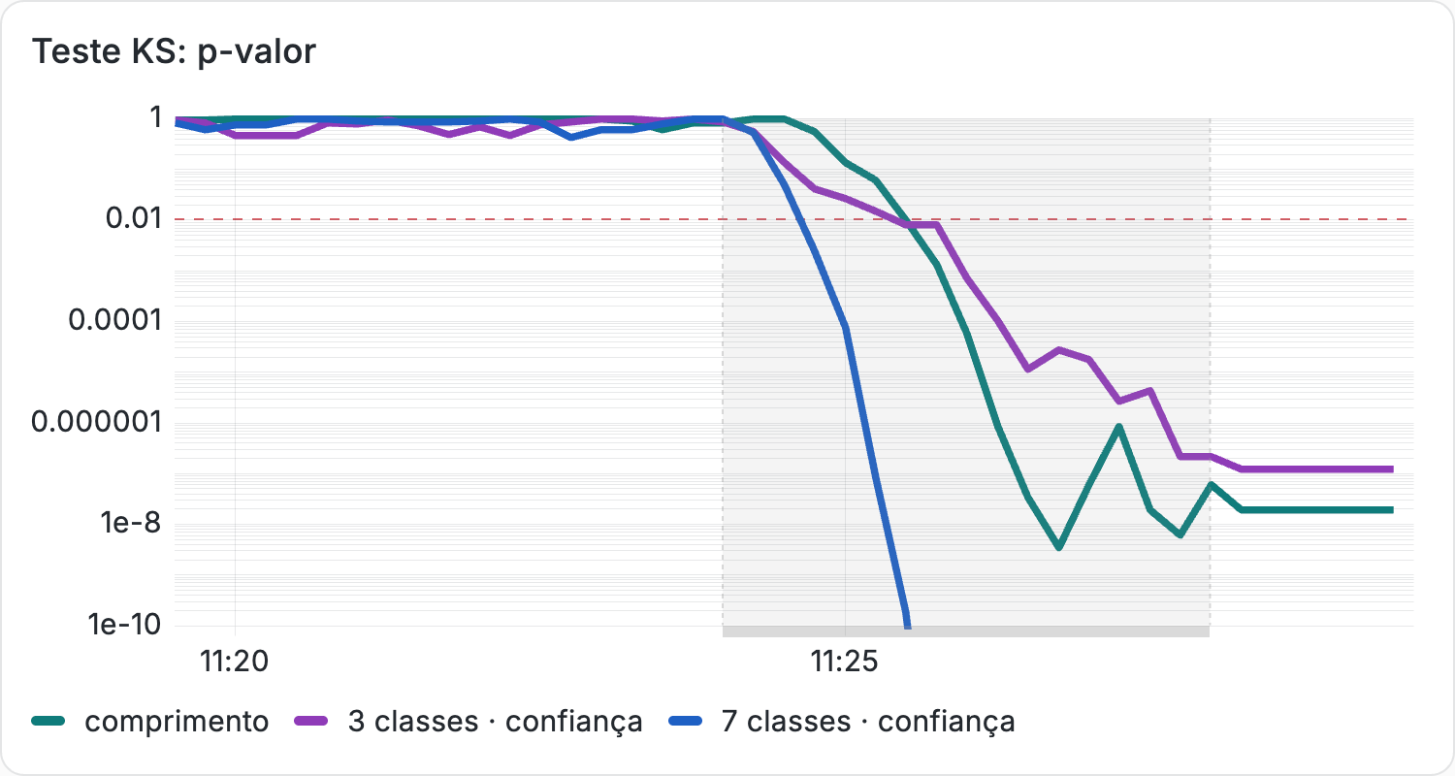 Teste KS: p-valor
1
0.01
0.0001
0.000001
1e-8
1e-10
11:20 11:25
comprimento 3 classes · confiança 7 classes · confiança